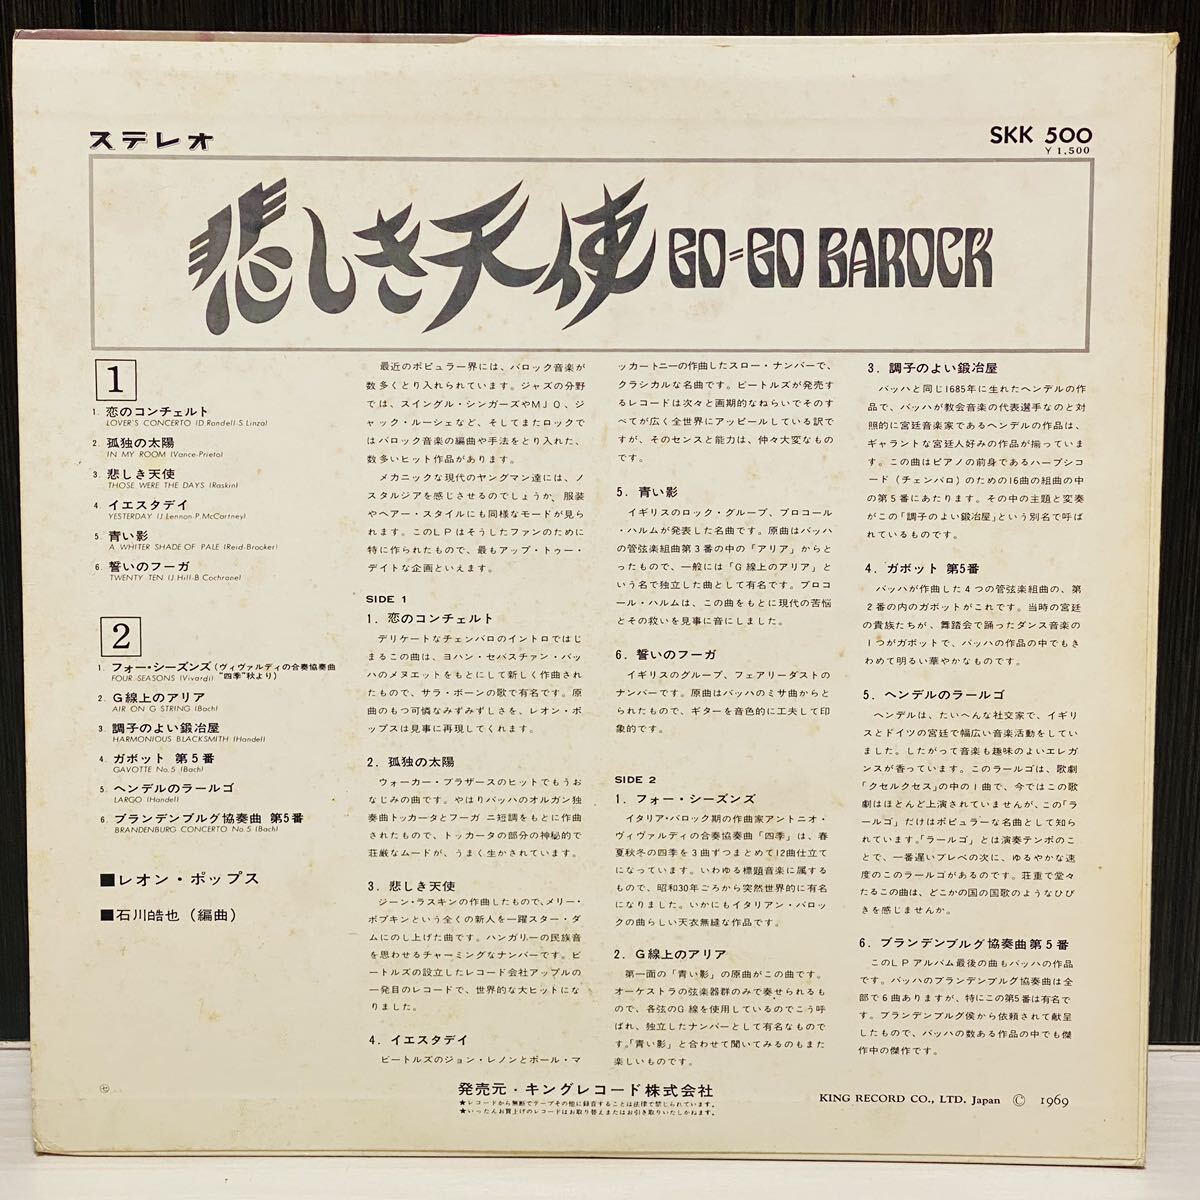 ステレオ
SKK 500
¥1,500
悲しき天使 GO=GO BAROCK
1
1. 恋のコンチェルト
LOVER'S CONCERTO (D.Randell-S.Linza)
2. 孤独の太陽
IN MY ROOM (Vance-Prieto)
3. 悲しき天使
THOSE WERE THE DAYS (Raskin)
4. イエスタデイ
YESTERDAY (J.Lennon-P.McCartney)
5. 青い影
A WHITER SHADE OF PALE (Reid-Brooker)
6. 誓いのフーガ
TWENTY TEN (J.Hill-B.Cochrane)
2
1. フォー・シーズンズ (ヴィヴァルディの合奏協奏曲
FOUR SEASONS (Vivardi) "四季"秋より)
2. G線上のアリア
AIR ON G STRING (Bach)
3. 調子のよい鍛冶屋
HARMONIOUS BLACKSMITH (Handel)
4. ガボット 第5番
GAVOTTE No.5 (Bach)
5. ヘンデルのラールゴ
LARGO (Handel)
6. ブランデンブルグ協奏曲 第5番
BRANDENBURG CONCERTO No.5 (Bach)
■レオン・ポップス
■石川皓也(編曲)
最近のポピュラー界には、バロック音楽が
数多くとり入れられています。ジャズの分野
では、スイングル・シンガーズやMJQ、ジ
ャック・ルーシェなど、そしてまたロックで
はバロック音楽の編曲や手法をとり入れた、
数多いヒット作品があります。
メカニックな現代のヤングマン達には、ノ
スタルジアを感じさせるのでしょうか、服装
やヘアー・スタイルにも同様なモードが見ら
れます。このLPはそうしたファンのために
特に作られたもので、最もアップ・トゥー・
デイトな企画といえます。
SIDE 1
1. 恋のコンチェルト
デリケートなチェンバロのイントロではじ
まるこの曲は、ヨハン・セバスチァン・バッ
ハのメヌエットをもとにして新しく作曲され
たもので、サラ・ボーンの歌で有名です。原
曲のもつ可憐なみずみずしさを、レオン・ポ
ップスは見事に再現してくれます。
2. 孤独の太陽
ウォーカー・ブラザースのヒットでもうお
なじみの曲です。やはりバッハのオルガン独
奏曲トッカータとフーガ ニ短調をもとに作曲
されたもので、トッカータの部分の神秘的で
荘厳なムードが、うまく生かされています。
3. 悲しき天使
ジーン・ラスキンの作曲したもので、メリー・
ポプキンという全くの新人を一躍スター・ダ
ムにのし上げた曲です。ハンガリーの民族音
を思わせるチャーミングなナンバーです。ビ
ートルズの設立したレコード会社アップルの
一発目のレコードで、世界的な大ヒットにな
りました。
4. イエスタデイ
ビートルズのジョン・レノンとポール・マ
ッカートニーの作曲したスロー・ナンバーで、
クラシカルな名曲です。ビートルズが発売す
るレコードは次々と画期的なねらいでそのす
べてが広く全世界にアッピールしている訳で
すが、そのセンスと能力は、仲々大変なもの
です。
5. 青い影
イギリスのロック・グループ、プロコール
・ハルムが発表した名曲です。原曲はバッハ
の管弦楽組曲第3番の中の「アリア」からと
ったもので、一般には「G線上のアリア」と
いう名で独立した曲として有名です。プロコ
ール・ハルムは、この曲をもとに現代の苦悩
とその救いを見事に音にしました。
6. 誓いのフーガ
イギリスのグループ、フェアリーダストの
ナンバーです。原曲はバッハのミサ曲からと
られたもので、ギターを音色的に工夫して印
象的です。
SIDE 2
1. フォー・シーズンズ
イタリア・バロック期の作曲家アントニオ・
ヴィヴァルディの合奏協奏曲「四季」は、春
夏秋冬の四季を3曲ずつまとめて12曲仕立て
になっています。いわゆる標題音楽に属する
もので、昭和30年ごろから突然世界的に有名
になりました。いかにもイタリアン・バロッ
クの曲らしい天衣無縫な作品です。
2. G線上のアリア
第一面の「青い影」の原曲がこの曲です。
オーケストラの弦楽器群のみで奏せられるも
ので、各弦のG線を使用しているのでこう呼
ばれ、独立したナンバーとして有名なもので
す。「青い影」と合わせて聞いてみるのもまた
楽しいものです。
3. 調子のよい鍛冶屋
バッハと同じ1685年に生れたヘンデルの作
品で、バッハが教会音楽の代表選手なのと対
照的に宮廷音楽家であるヘンデルの作品は、
ギャラントな宮廷人好みの作品が揃っていま
す。この曲はピアノの前身であるハープシコ
ード(チェンバロ)のための16曲の組曲の中
の第5番にあたります。その中の主題と変奏
がこの「調子のよい鍛冶屋」という別名で呼ば
れているものです。
4. ガボット 第5番
バッハが作曲した4つの管弦楽組曲の、第
2番の内のガボットがこれです。当時の宮廷
の貴族たちが、舞踏会で踊ったダンス音楽の
1つがガボットで、バッハの作品の中でもき
わめて明るい華やかなものです。
5. ヘンデルのラールゴ
ヘンデルは、たいへんな社交家で、イギリ
スとドイツの宮廷で幅広い音楽活動をしてい
ました。したがって音楽も趣味のよいエレガ
ンスが香っています。このラールゴは、歌劇
「クセルクセス」の中の1曲で、今ではこの歌
劇はほとんど上演されていませんが、この「ラ
ールゴ」だけはポピュラーな名曲として知ら
れています。「ラールゴ」とは演奏テンポのこ
とで、一番遅いプレベの次に、ゆるやかな速
度のこのラールゴがあるのです。荘重で堂々
たるこの曲は、どこかの国の国歌のようなひび
きを感じませんか。
6. ブランデンブルグ協奏曲第5番
このLPアルバム最後の曲もバッハの作品
です。バッハのブランデンブルグ協奏曲は全
部で6曲ありますが、特にこの第5番は有名で
す。ブランデンブルグ侯から依頼されて献呈
したもので、バッハの数ある作品の中でも傑
作中の傑作です。
㊆
発売元・キングレコード株式会社
★レコードから無断でテープその他に録音することは法律で禁じられています。
★いったんお買上げのレコードはお取り替えまたはお引き取りいたしかねます。
KING RECORD CO., LTD. Japan © 1969